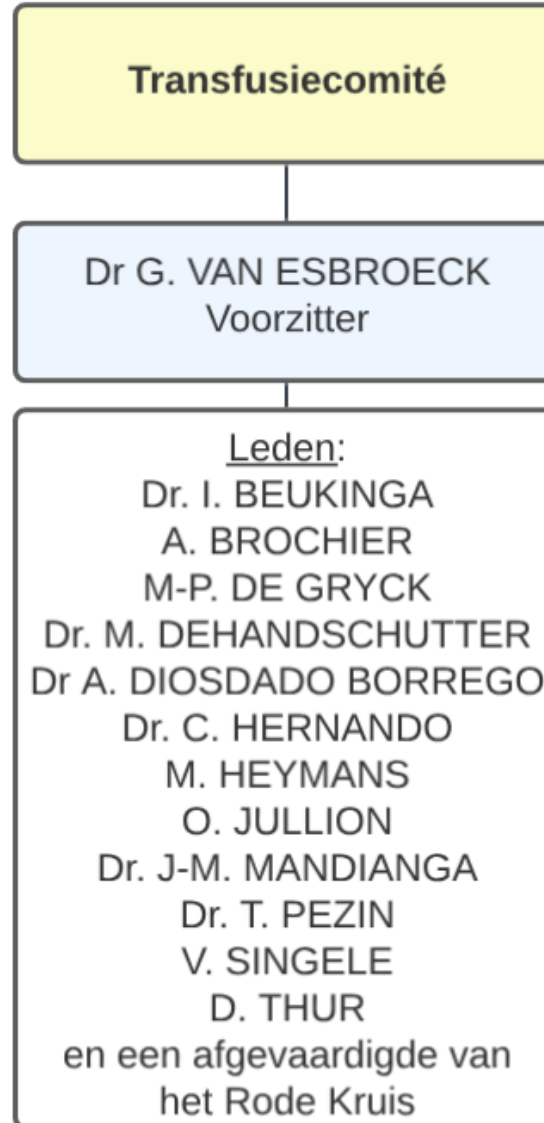 Transfusiecomité
Dr G. VAN ESBROECK
Voorzitter
Leden:
Dr. I. BEUKINGA
A. BROCHIER
M-P. DE GRYCK
Dr. M. DEHANDSCHUTTER
Dr A. DIOSDADO BORREGO
Dr. C. HERNANDO
M. HEYMANS
O. JULLION
Dr. J-M. MANDIANGA
Dr. T. PEZIN
V. SINGELE
D. THUR
en een afgevaardigde van
het Rode Kruis